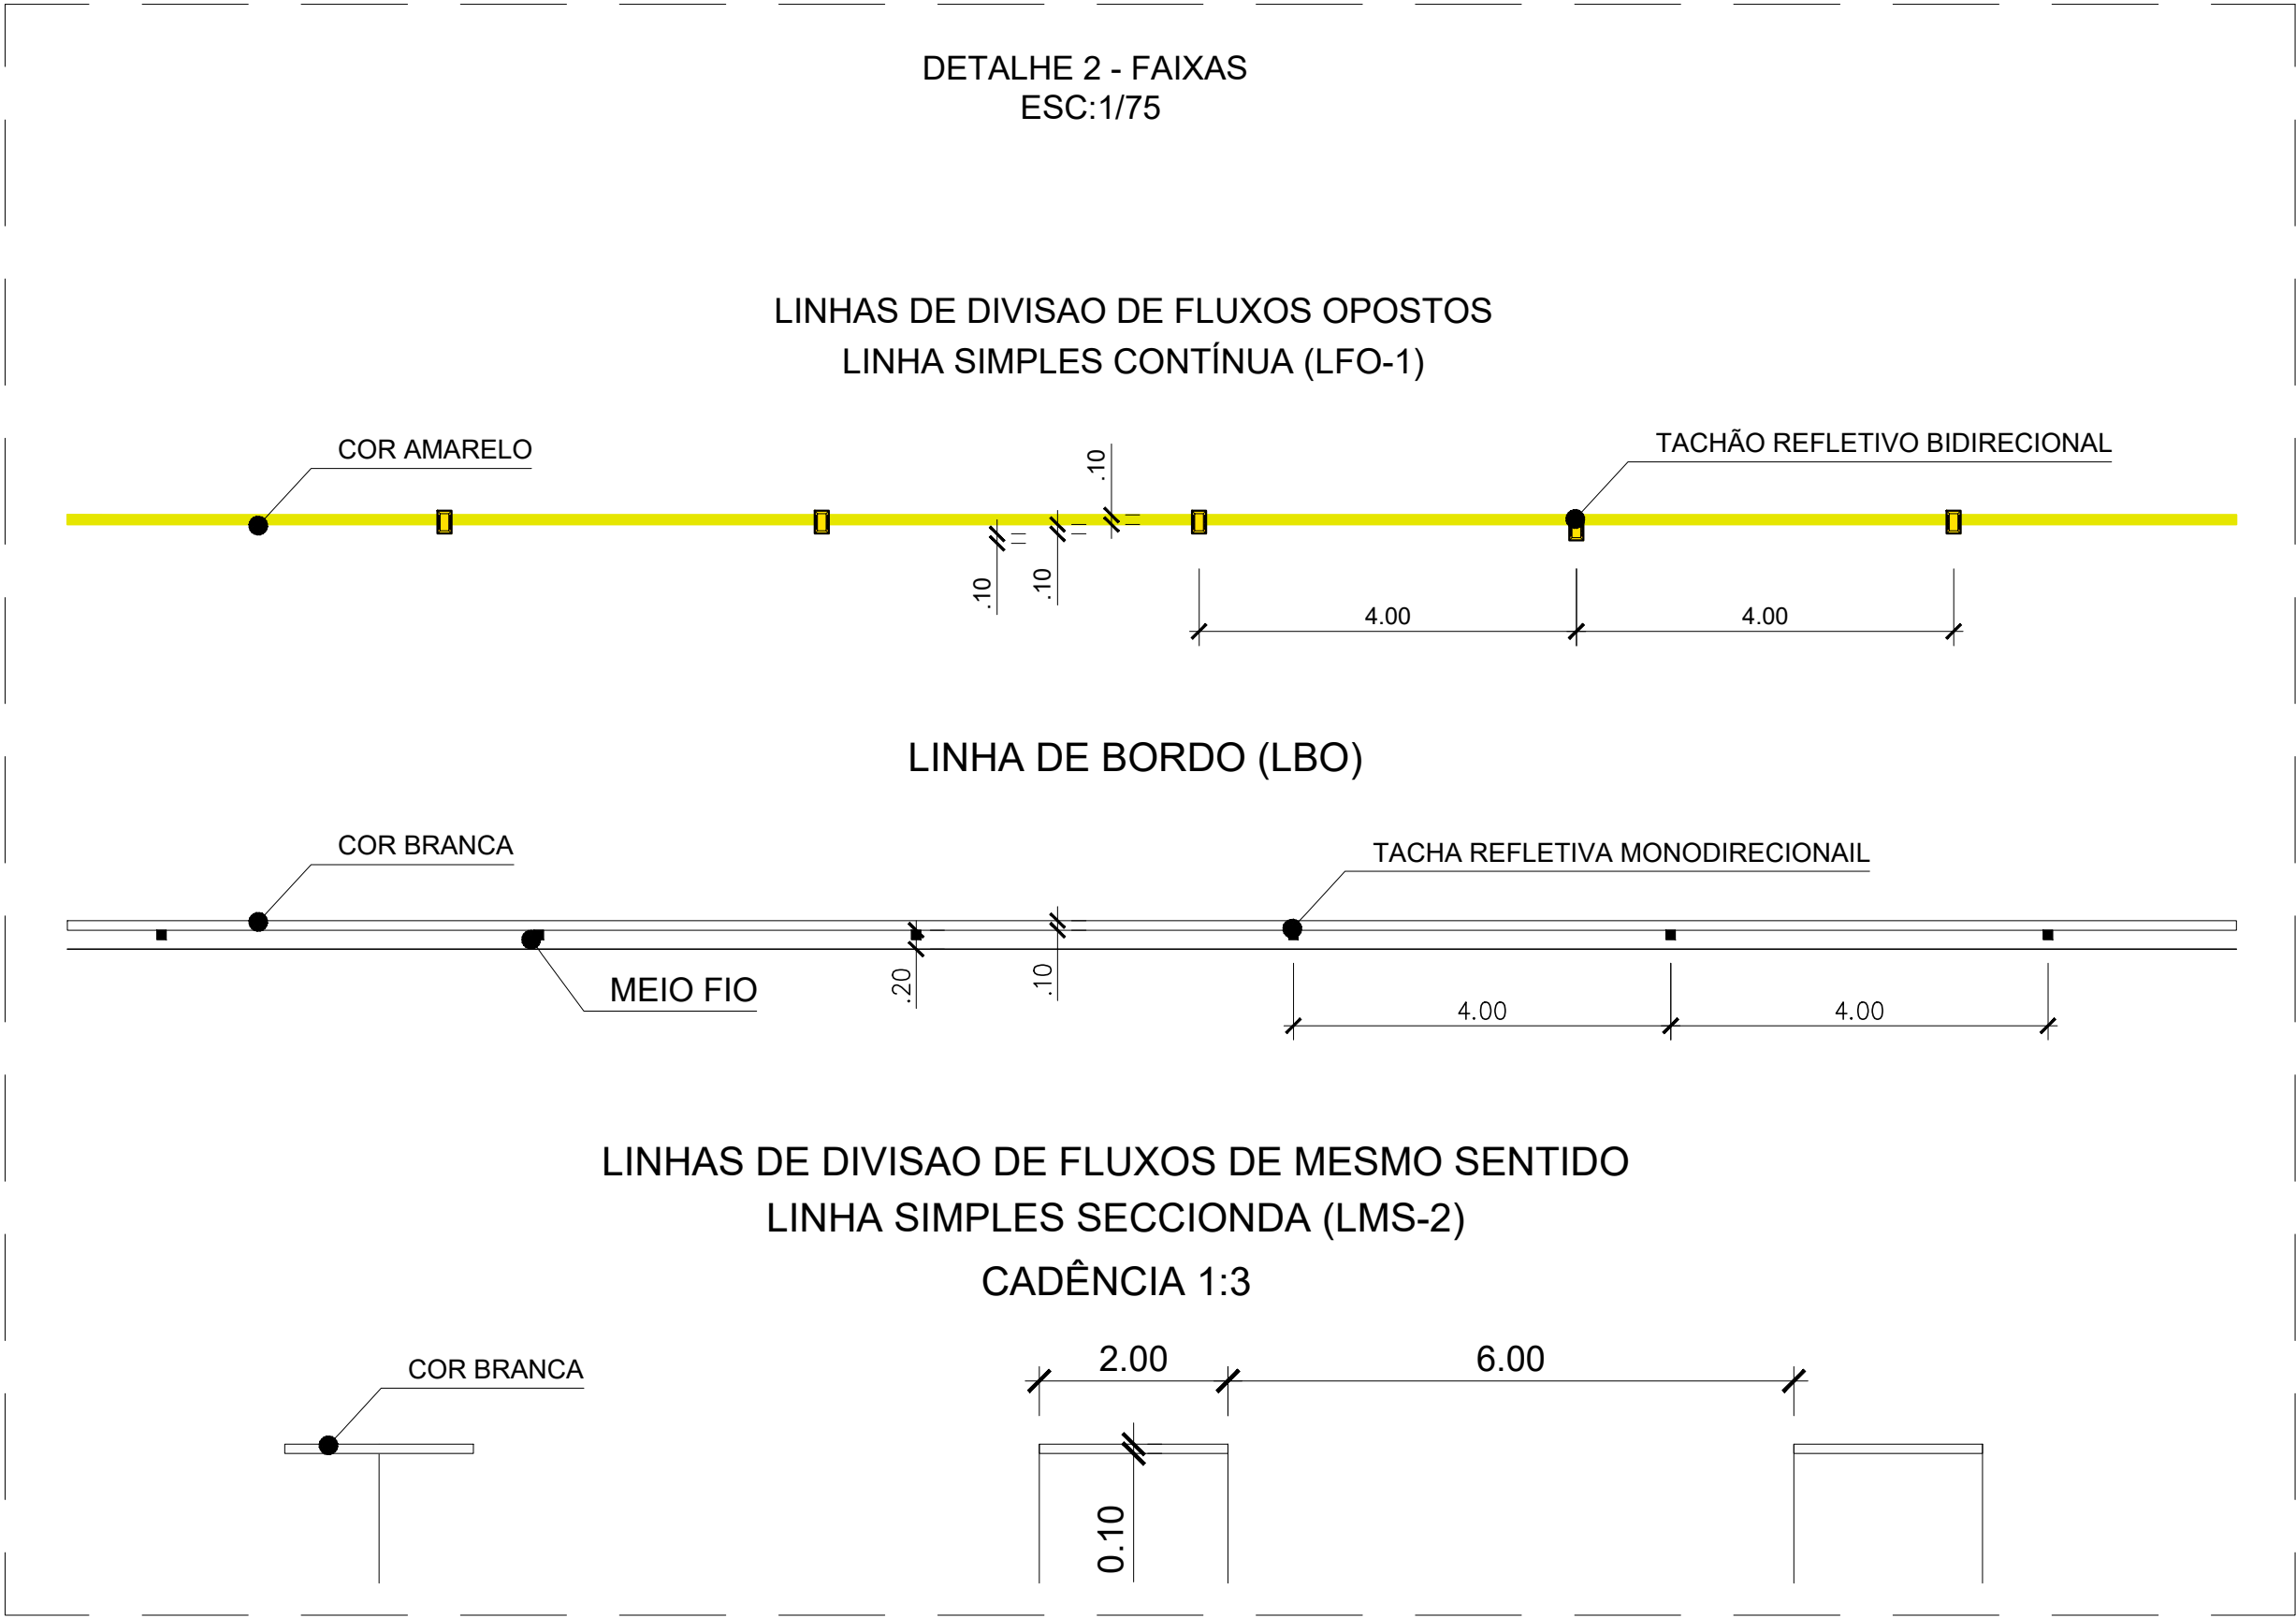 DETALHE 2 - FAIXAS
ESC:1/75
LINHAS DE DIVISAO DE FLUXOS OPOSTOS
LINHA SIMPLES CONTÍNUA (LFO-1)
COR AMARELO
.10
TACHÃO REFLETIVO BIDIRECIONAL
.10
.10
4.00
4.00
LINHA DE BORDO (LBO)
COR BRANCA
TACHA REFLETIVA MONODIRECIONAIL
MEIO FIO
.20
.10
4.00
4.00
LINHAS DE DIVISAO DE FLUXOS DE MESMO SENTIDO
LINHA SIMPLES SECCIONDA (LMS-2)
CADÊNCIA 1:3
COR BRANCA
2.00
6.00
0.10